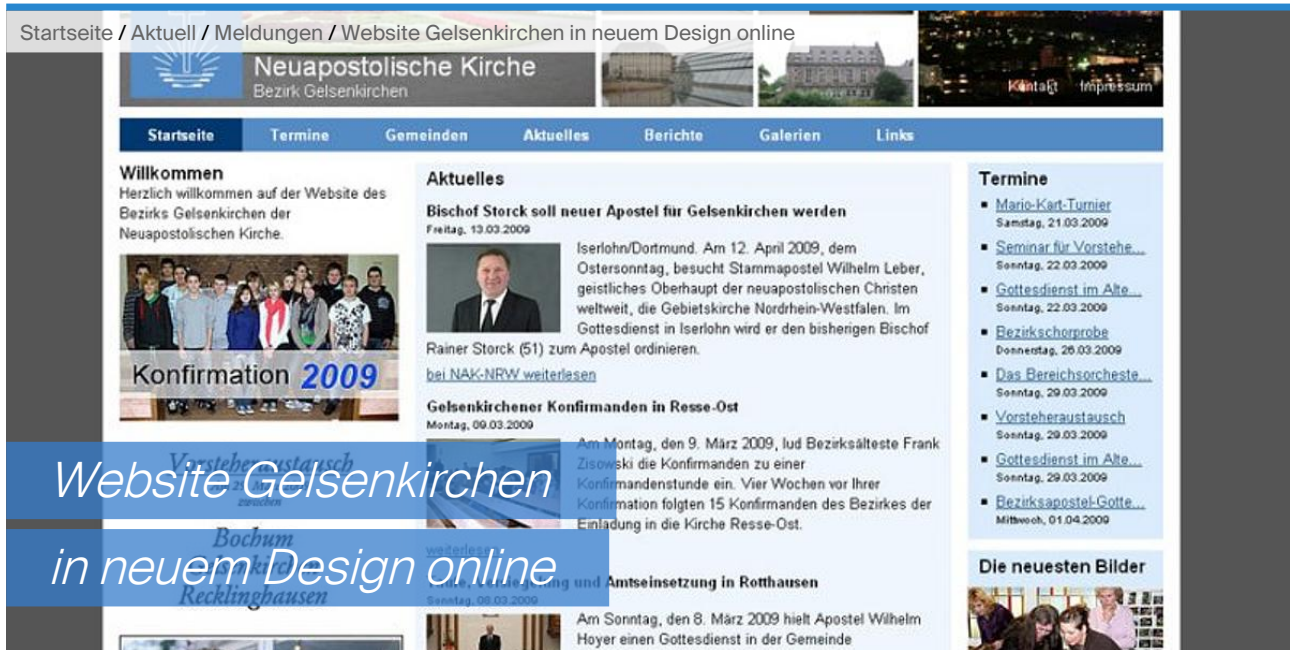 Startseite / Aktuell / Meldungen / Website Gelsenkirchen in neuem Design online
Neuapostolische Kirche
Bezirk Gelsenkirchen
Kontakt Impressum
Startseite Termine Gemeinden Aktuelles Berichte Galerien Links
Willkommen
Herzlich willkommen auf der Website des
Bezirks Gelsenkirchen der
Neuapostolischen Kirche.
Konfirmation 2009
Vorsteheraustausch
zwischen
Bochum
Gelsenkirchen
Recklinghausen
Website Gelsenkirchen
in neuem Design online
Aktuelles
Bischof Storck soll neuer Apostel für Gelsenkirchen werden
Freitag, 13.03.2009
Iserlohn/Dortmund. Am 12. April 2009, dem
Ostersonntag, besucht Stammapostel Wilhelm Leber,
geistliches Oberhaupt der neuapostolischen Christen
weltweit, die Gebietskirche Nordrhein-Westfalen. Im
Gottesdienst in Iserlohn wird er den bisherigen Bischof
Rainer Storck (51) zum Apostel ordinieren.
bei NAK-NRW weiterlesen
Gelsenkirchener Konfirmanden in Resse-Ost
Montag, 09.03.2009
Am Montag, den 9. März 2009, lud Bezirksälteste Frank
Zisowski die Konfirmanden zu einer
Konfirmandenstunde ein. Vier Wochen vor Ihrer
Konfirmation folgten 15 Konfirmanden des Bezirkes der
Einladung in die Kirche Resse-Ost.
weiterlesen
Taufe, Versiegelung und Amtseinsetzung in Rotthausen
Sonntag, 08.03.2009
Am Sonntag, den 8. März 2009 hielt Apostel Wilhelm
Hoyer einen Gottesdienst in der Gemeinde
Termine
Mario-Kart-Turnier
Samstag, 21.03.2009
Seminar für Vorstehe...
Sonntag, 22.03.2009
Gottesdienst im Alte...
Sonntag, 22.03.2009
Bezirkschorprobe
Donnerstag, 26.03.2009
Das Bereichsorcheste...
Sonntag, 29.03.2009
Vorsteheraustausch
Sonntag, 29.03.2009
Gottesdienst im Alte...
Sonntag, 29.03.2009
Bezirksapostel-Gotte...
Mittwoch, 01.04.2009
Die neuesten Bilder